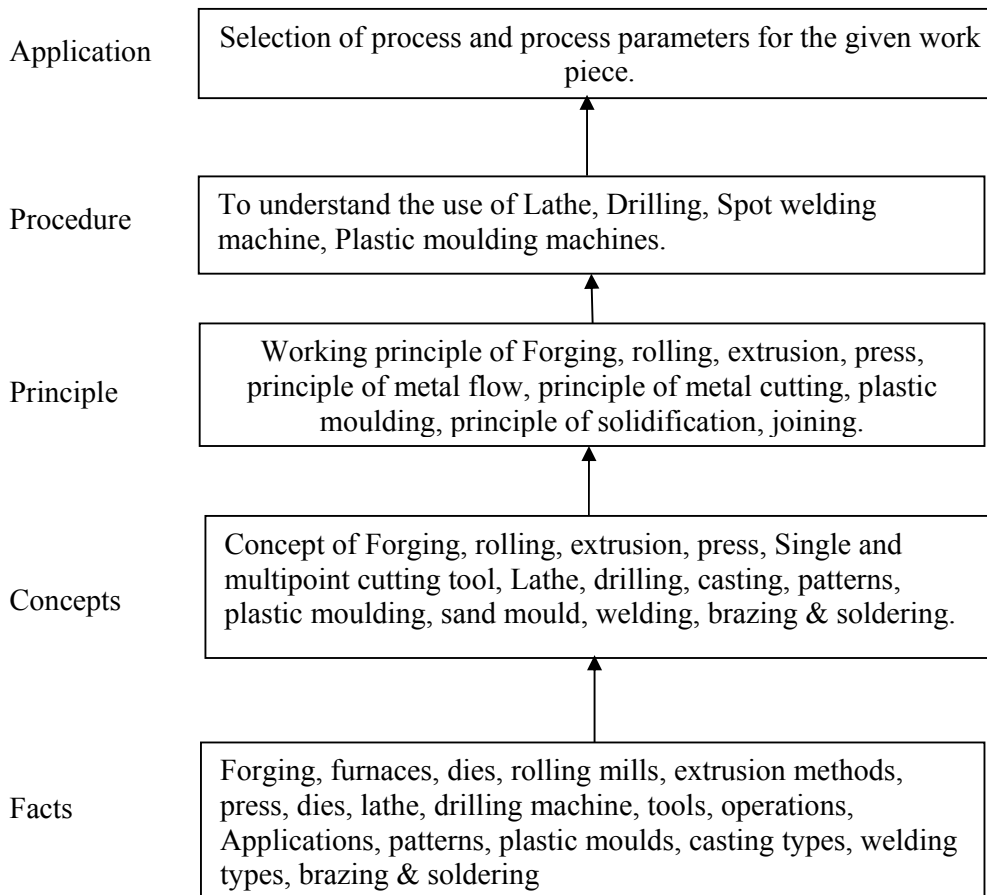 Application
Selection of process and process parameters for the given work
piece.
Procedure
To understand the use of Lathe, Drilling, Spot welding
machine, Plastic moulding machines.
Principle
Working principle of Forging, rolling, extrusion, press,
principle of metal flow, principle of metal cutting, plastic
moulding, principle of solidification, joining.
Concepts
Concept of Forging, rolling, extrusion, press, Single and
multipoint cutting tool, Lathe, drilling, casting, patterns,
plastic moulding, sand mould, welding, brazing & soldering.
Facts
Forging, furnaces, dies, rolling mills, extrusion methods,
press, dies, lathe, drilling machine, tools, operations,
Applications, patterns, plastic moulds, casting types, welding
types, brazing & soldering